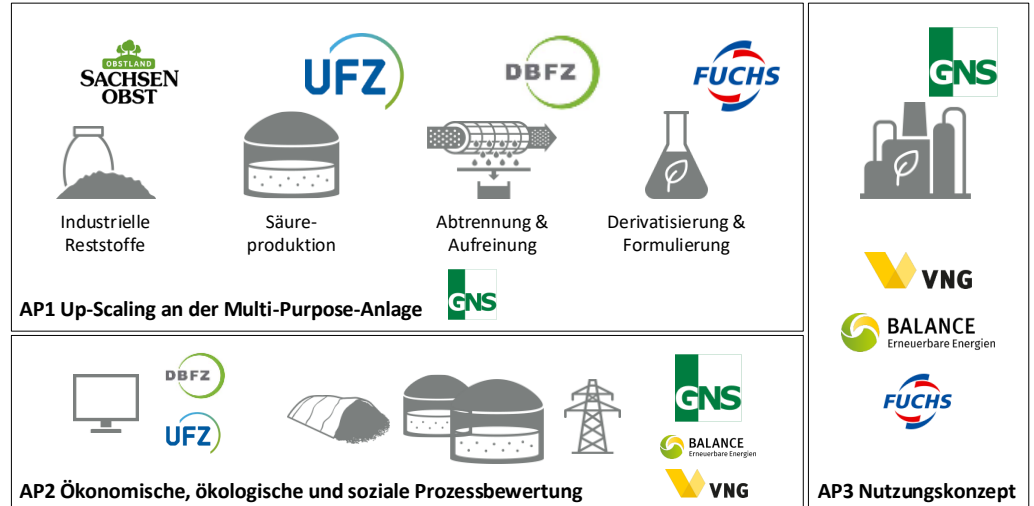 OBSTLAND
SACHSEN
OBST
UFZ
DBFZ
FUCHS
GNS
Industrielle
Reststoffe
Säure-
produktion
Abtrennung &
Aufreinung
Derivatisierung &
Formulierung
AP1 Up-Scaling an der Multi-Purpose-Anlage
GNS
VNG
BALANCE
Erneuerbare Energien
FUCHS
DBFZ
UFZ
GNS
BALANCE
Erneuerbare Energien
VNG
AP2 Ökonomische, ökologische und soziale Prozessbewertung
AP3 Nutzungskonzept